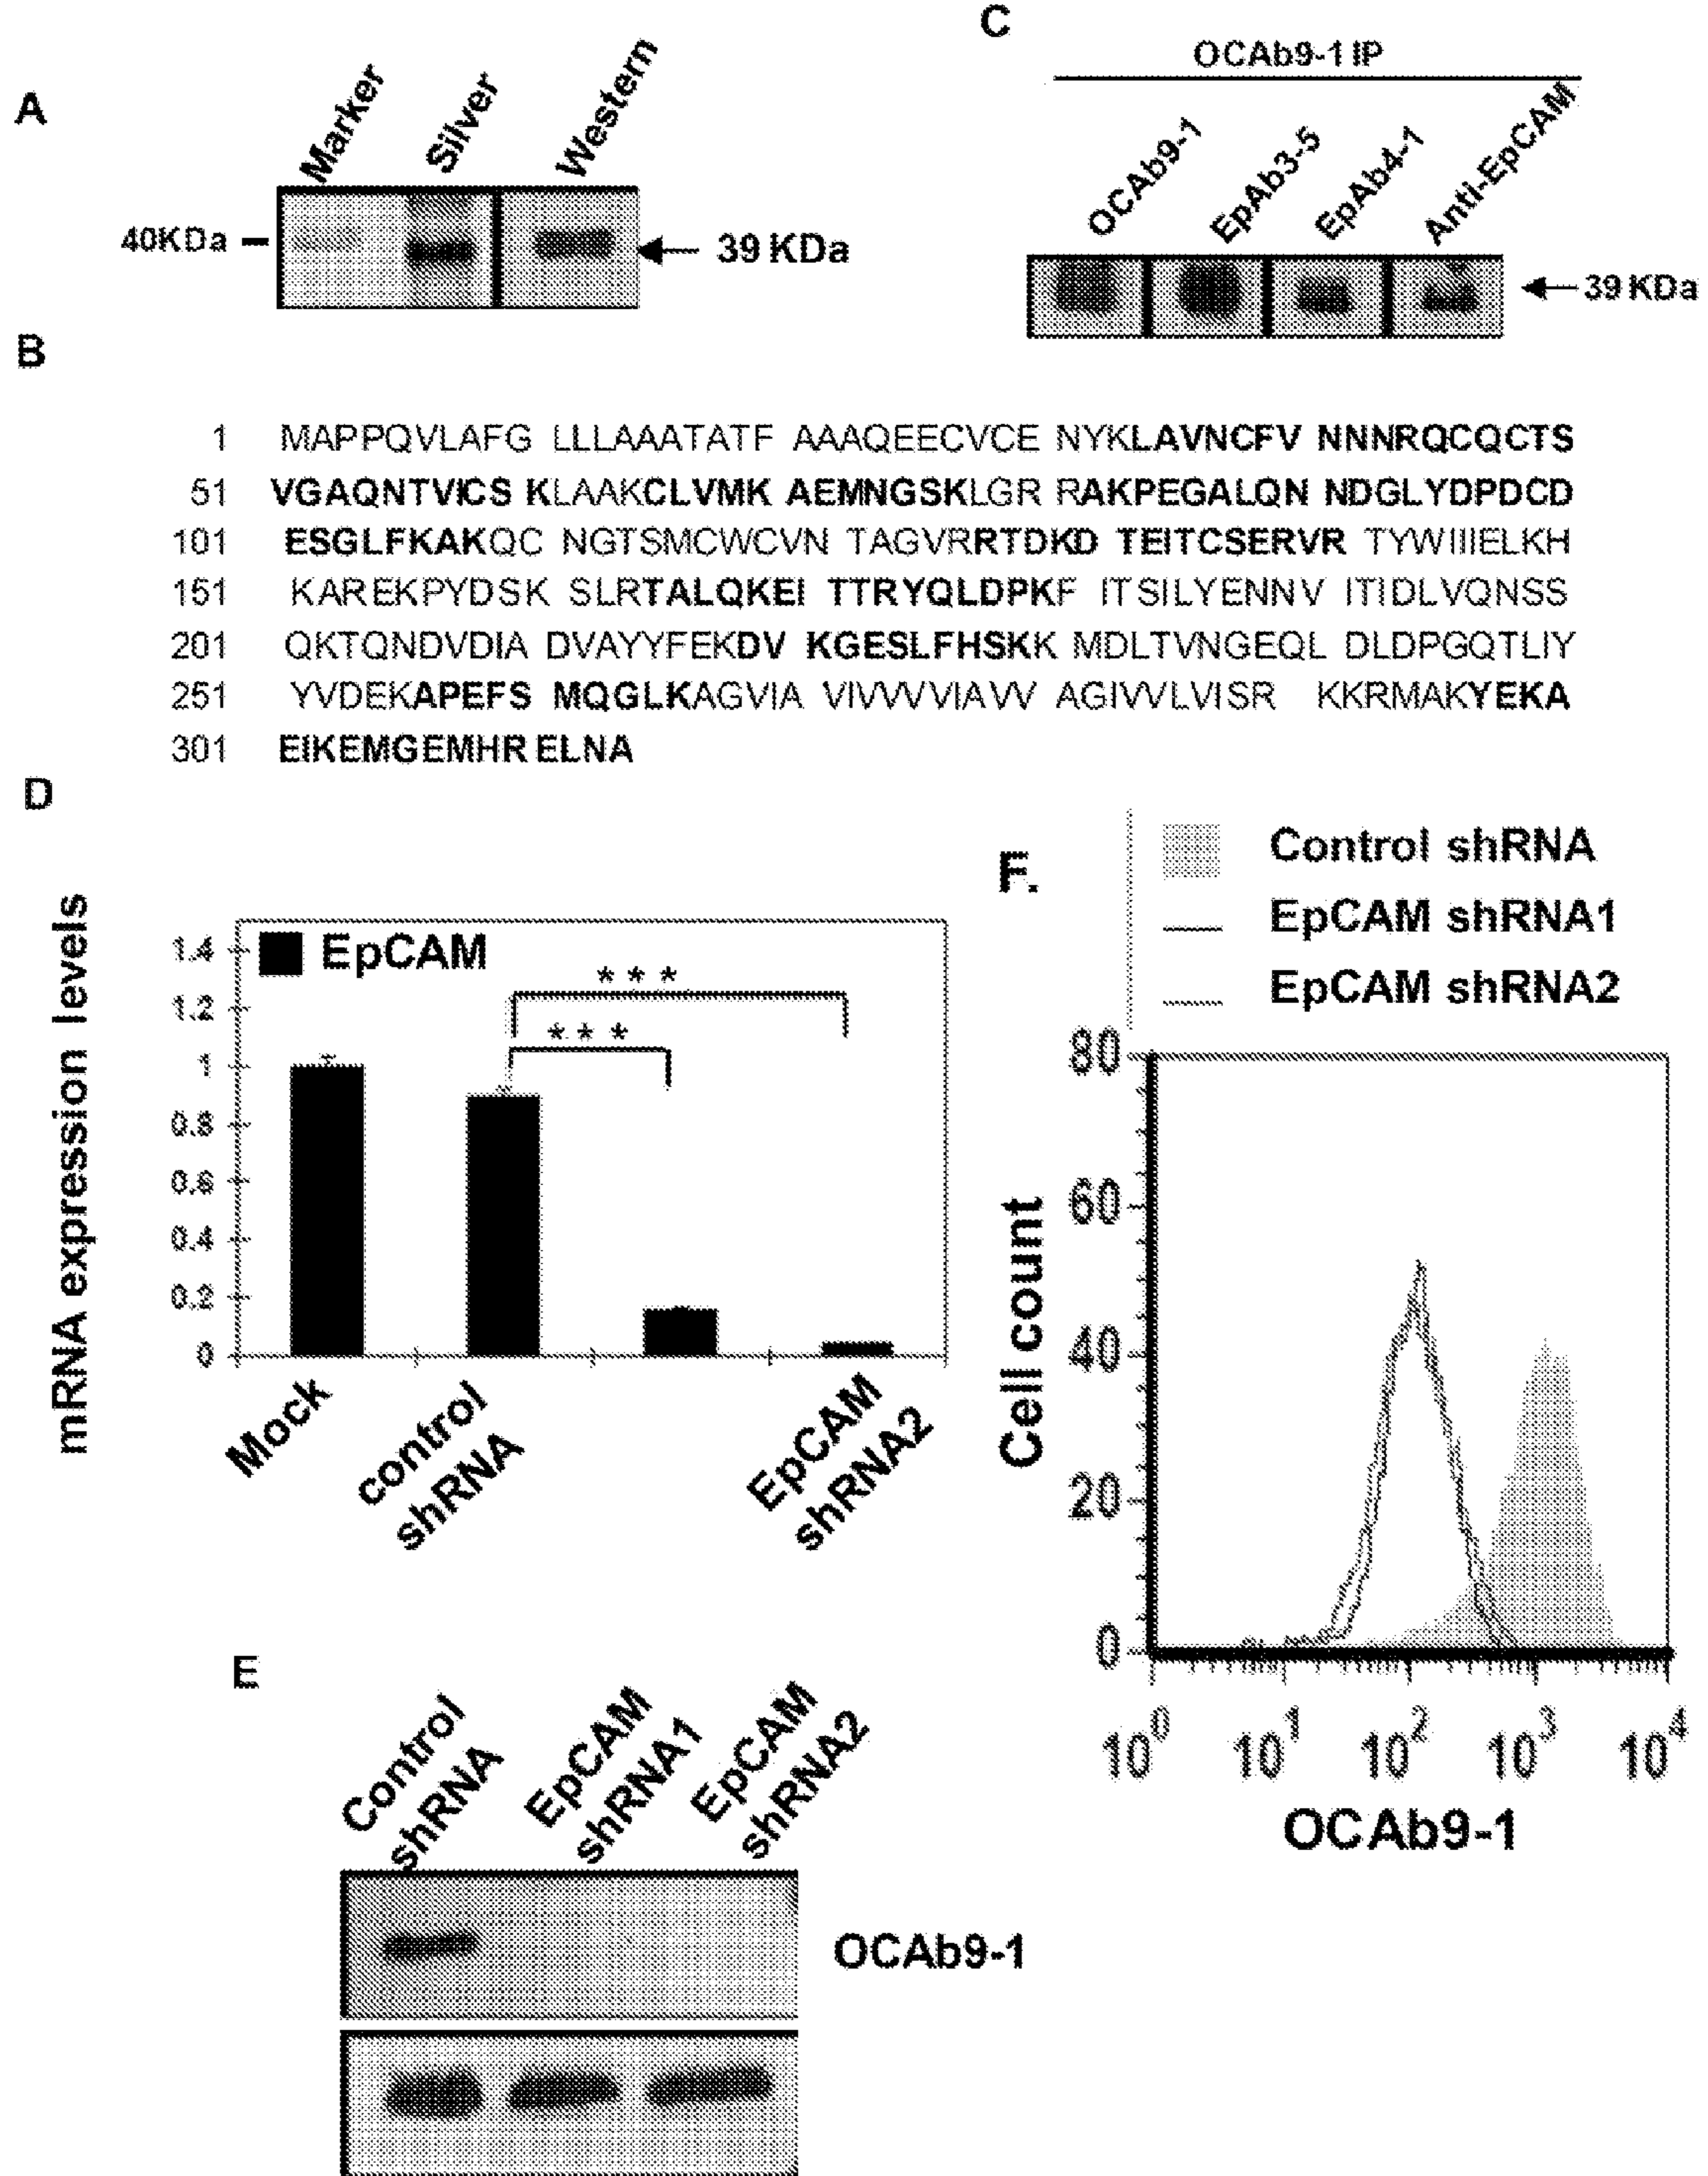 A
Marker
Silver
Western
40KDa
39 KDa
C
OCAb9-1 IP
OCAb9-1
EpAb3-5
EpAb4-1
Anti-EpCAM
39 KDa
B
1 MAPPQVLAFG LLLAAATATF AAAQEECVCE NYKLAVNCFV NNNRQCQCTS
51 VGAQNTVICS KLAAKCLVMK AEMNGSKLGR RAKPEGALQN NDGLYDPDCD
101 ESGLFKAKQC NGTSMCWCVN TAGVRRTDKD TEITCSERVR TYWIIIELKH
151 KAREKPYDSK SLRTALQKEI TTRYQLDPKF ITSILYENNV ITIDLVQNSS
201 QKTQNDVDIA DVAYYFEKDV KGESLFHSKK MDLTVNGEQL DLDPGQTLIY
251 YVDEKAPEFS MQGLKAGVIA VIVVVVIAVV AGIVVLVISR KKRMAKYEKA
301 EIKEMGEMHR ELNA
D
mRNA expression levels
EpCAM
1.4
1.2
1
0.8
0.6
0.4
0.2
0
***
***
Mock
control
shRNA
EpCAM
shRNA2
E
Control
shRNA
EpCAM
shRNA1
EpCAM
shRNA2
OCAb9-1
F.
Control shRNA
EpCAM shRNA1
EpCAM shRNA2
Cell count
80
60
40
20
0
10^0 10^1 10^2 10^3 10^4
OCAb9-1